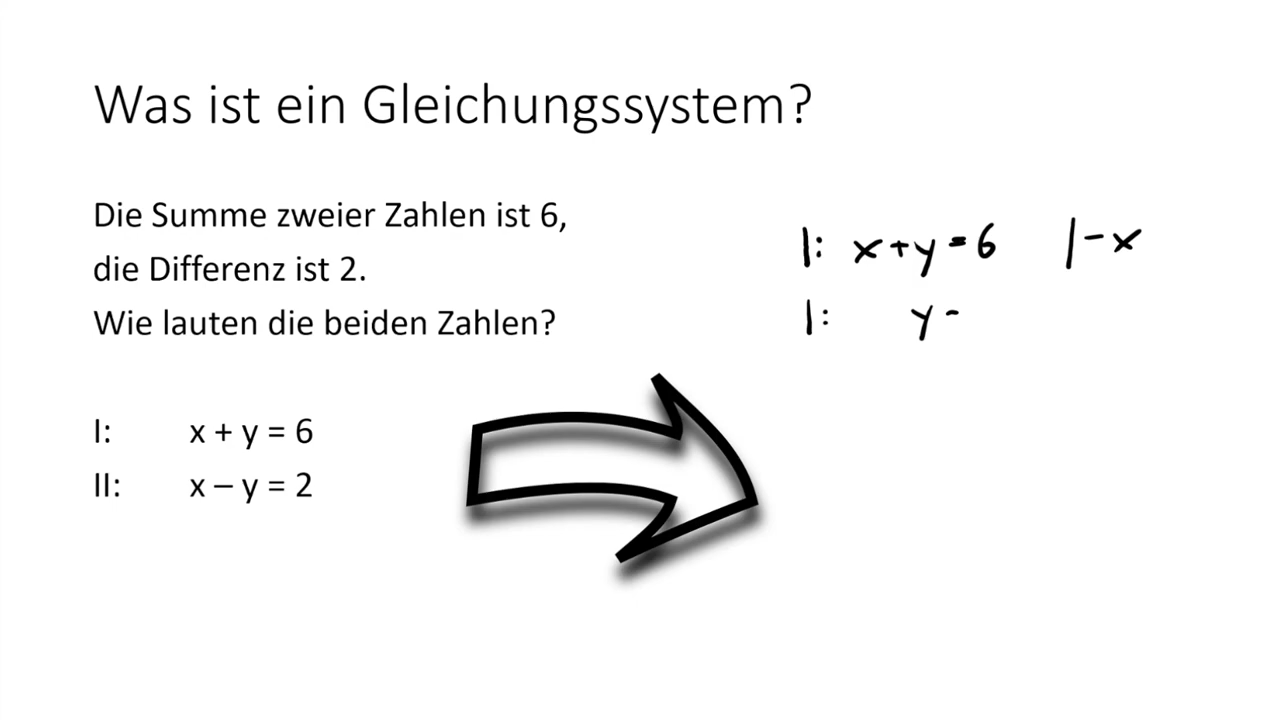 Was ist ein Gleichungssystem?
Die Summe zweier Zahlen ist 6,
die Differenz ist 2.
Wie lauten die beiden Zahlen?
I: x + y = 6
II: x – y = 2
I: x + y = 6 | - x
I: y -